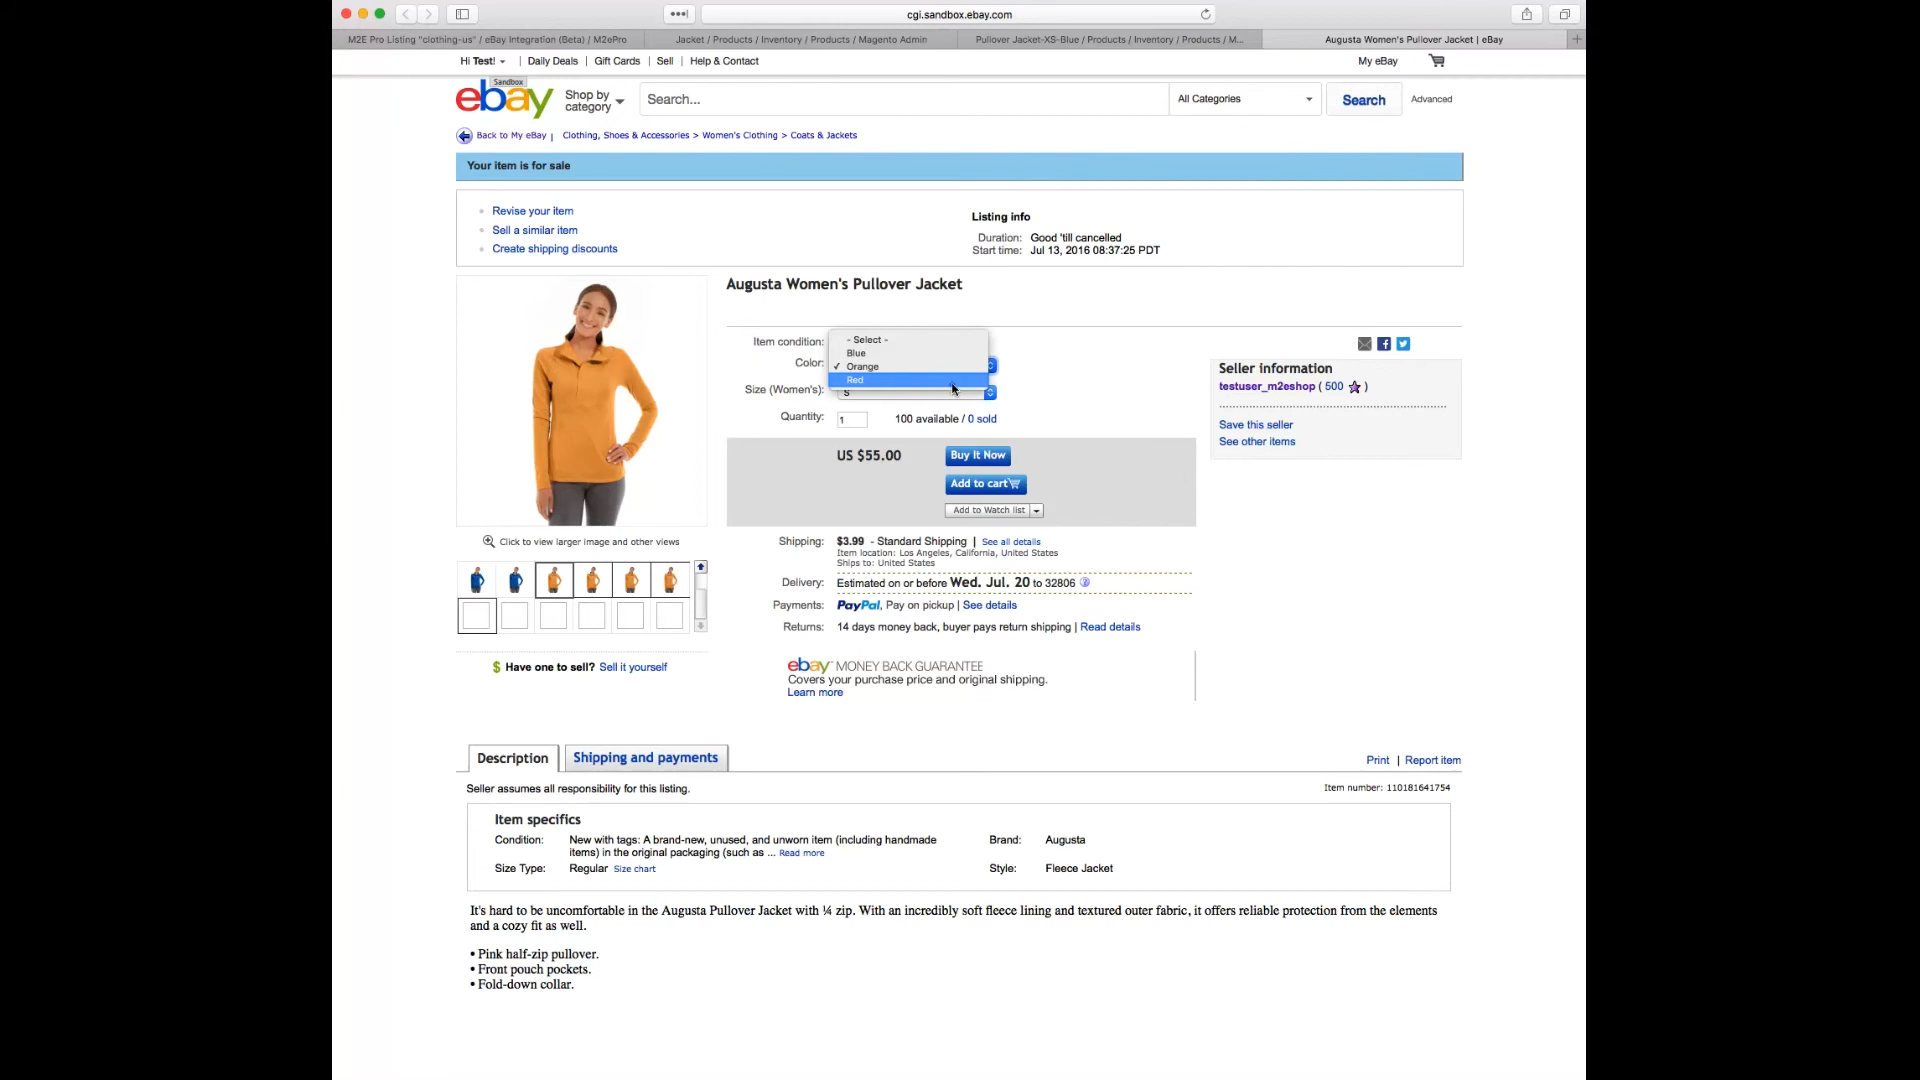 cgi.sandbox.ebay.com
M2E Pro Listing "clothing-us" / eBay Integration (Beta) / M2ePro
Jacket / Products / Inventory / Products / Magento Admin
Pullover Jacket-XS-Blue / Products / Inventory / Products / M...
Augusta Women's Pullover Jacket | eBay
Hi Test! | Daily Deals | Gift Cards | Sell | Help & Contact
My eBay
Sandbox
ebay
Shop by category
Search...
All Categories
Search
Advanced
Back to My eBay | Clothing, Shoes & Accessories > Women's Clothing > Coats & Jackets
Your item is for sale
• Revise your item
• Sell a similar item
• Create shipping discounts
Listing info
Duration: Good 'till cancelled
Start time: Jul 13, 2016 08:37:25 PDT
Augusta Women's Pullover Jacket
Item condition:
- Select -
Blue
Color:
✓ Orange
Red
Size (Women's): S
Quantity: 1 100 available / 0 sold
US $55.00
Buy It Now
Add to cart
Add to Watch list
Seller information
testuser_m2eshop ( 500 )
Save this seller
See other items
Click to view larger image and other views
$ Have one to sell? Sell it yourself
Shipping: $3.99 - Standard Shipping | See all details
Item location: Los Angeles, California, United States
Ships to: United States
Delivery: Estimated on or before Wed. Jul. 20 to 32806
Payments: PayPal, Pay on pickup | See details
Returns: 14 days money back, buyer pays return shipping | Read details
ebay MONEY BACK GUARANTEE
Covers your purchase price and original shipping.
Learn more
Description
Shipping and payments
Print | Report item
Seller assumes all responsibility for this listing.
Item number: 110181641754
Item specifics
Condition: New with tags: A brand-new, unused, and unworn item (including handmade
items) in the original packaging (such as ... Read more
Brand: Augusta
Size Type: Regular Size chart
Style: Fleece Jacket
It's hard to be uncomfortable in the Augusta Pullover Jacket with ¼ zip. With an incredibly soft fleece lining and textured outer fabric, it offers reliable protection from the elements
and a cozy fit as well.
• Pink half-zip pullover.
• Front pouch pockets.
• Fold-down collar.